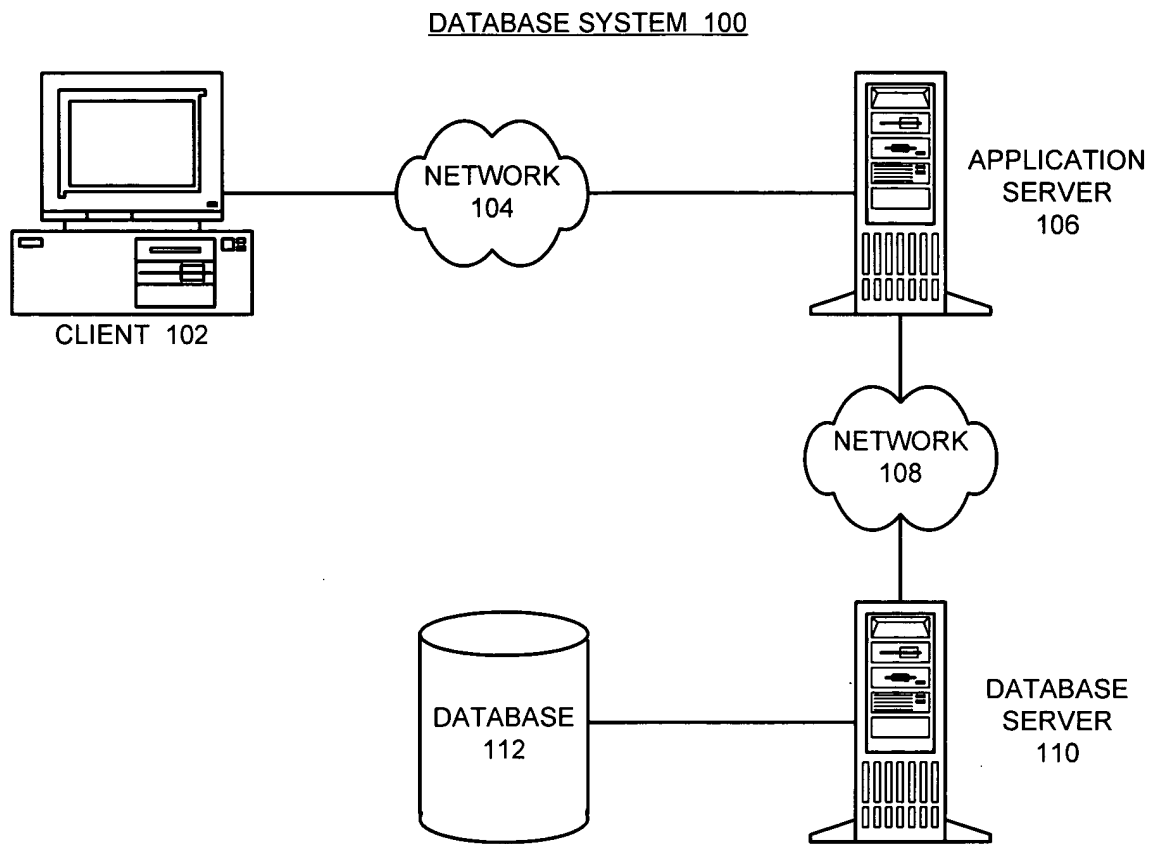 DATABASE SYSTEM 100
NETWORK
104
APPLICATION
SERVER
106
CLIENT 102
NETWORK
108
DATABASE
112
DATABASE
SERVER
110